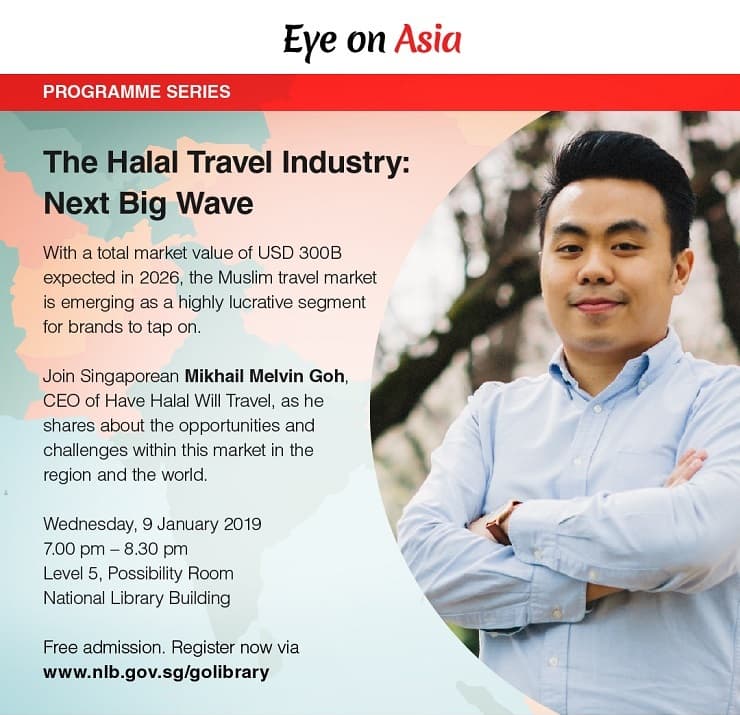 Eye on Asia
PROGRAMME SERIES
The Halal Travel Industry:
Next Big Wave
With a total market value of USD 300B
expected in 2026, the Muslim travel market
is emerging as a highly lucrative segment
for brands to tap on.
Join Singaporean Mikhail Melvin Goh,
CEO of Have Halal Will Travel, as he
shares about the opportunities and
challenges within this market in the
region and the world.
Wednesday, 9 January 2019
7.00 pm – 8.30 pm
Level 5, Possibility Room
National Library Building
Free admission. Register now via
www.nlb.gov.sg/golibrary